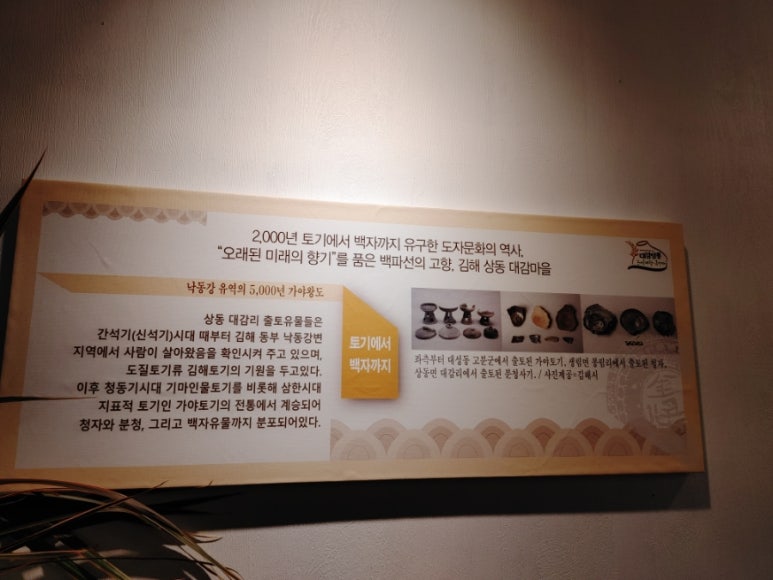 2,000년 토기에서 백자까지 유구한 도자문화의 역사,
"오래된 미래의 향기"를 품은 백파선의 고향, 김해 상동 대감마을
대감마을
낙동강 유역의 5,000년 가야왕도
상동 대감리 출토유물들은
간석기(신석기)시대 때부터 김해 동부 낙동강변
지역에서 사람이 살아왔음을 확인시켜 주고 있으며,
도질토기류 김해토기의 기원을 두고있다.
이후 청동기시대 기마인물토기를 비롯해 삼한시대
지표적 토기인 가야토기의 전통에서 계승되어
청자와 분청, 그리고 백자유물까지 분포되어있다.
토기에서
백자까지
좌측부터 대성동 고분군에서 출토된 가야토기, 생림면 봉림리에서 출토된
상동면 대감리에서 출토된 분청사기. / 사진제공=김해시